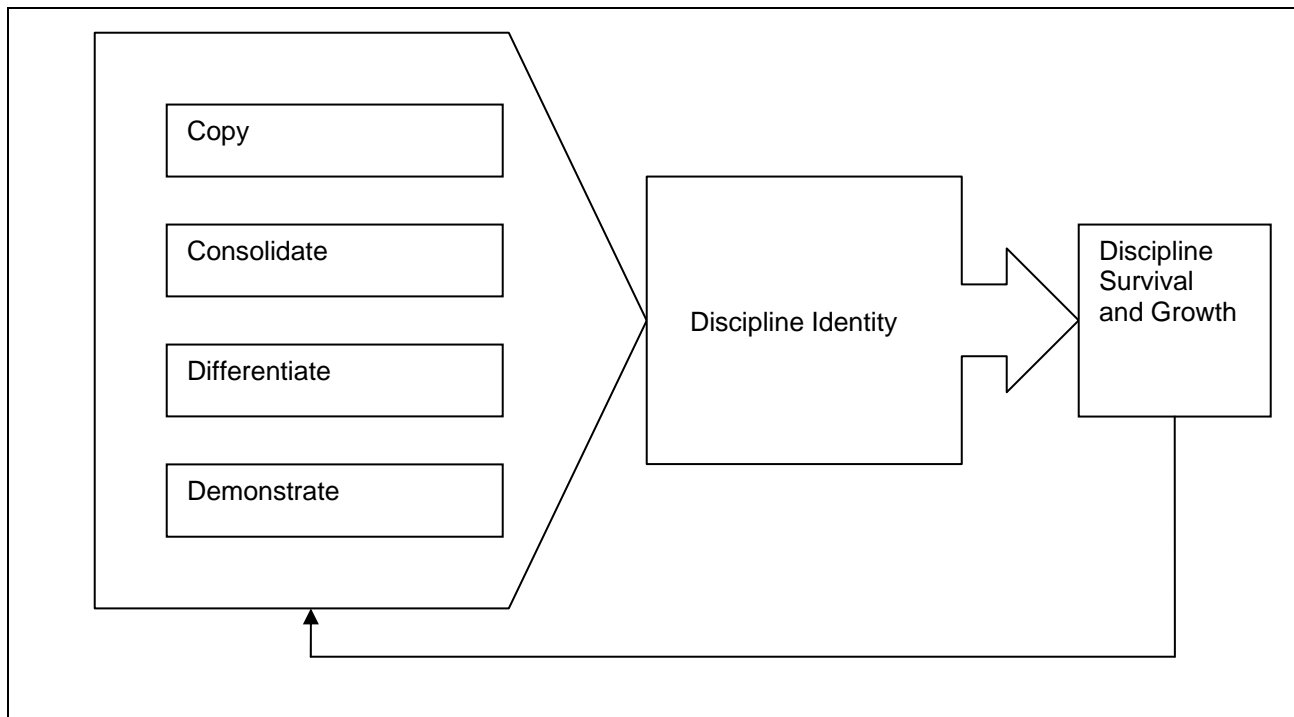 Copy
Consolidate
Differentiate
Demonstrate
Discipline Identity
Discipline
Survival
and Growth